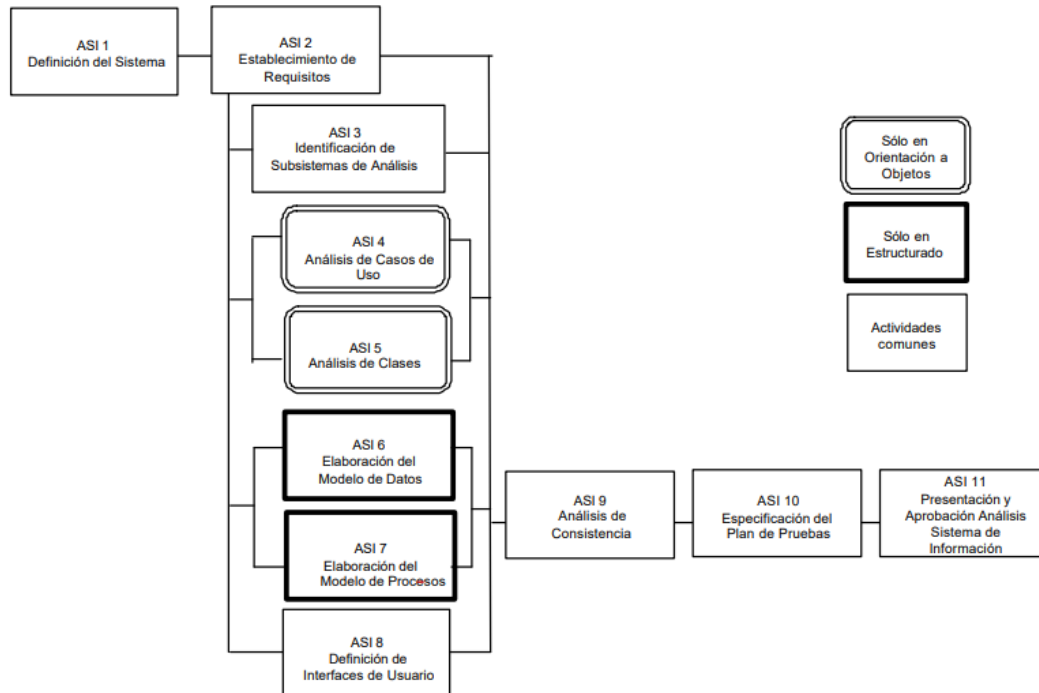 ASI 1
Definición del Sistema
ASI 2
Establecimiento de
Requisitos
ASI 3
Identificación de
Subsistemas de Análisis
ASI 4
Análisis de Casos de
Uso
ASI 5
Análisis de Clases
ASI 6
Elaboración del
Modelo de Datos
ASI 7
Elaboración del
Modelo de Procesos
ASI 8
Definición de
Interfaces de Usuario
ASI 9
Análisis de
Consistencia
ASI 10
Especificación del
Plan de Pruebas
ASI 11
Presentación y
Aprobación Análisis
Sistema de
Información
Sólo en
Orientación a
Objetos
Sólo en
Estructurado
Actividades
comunes